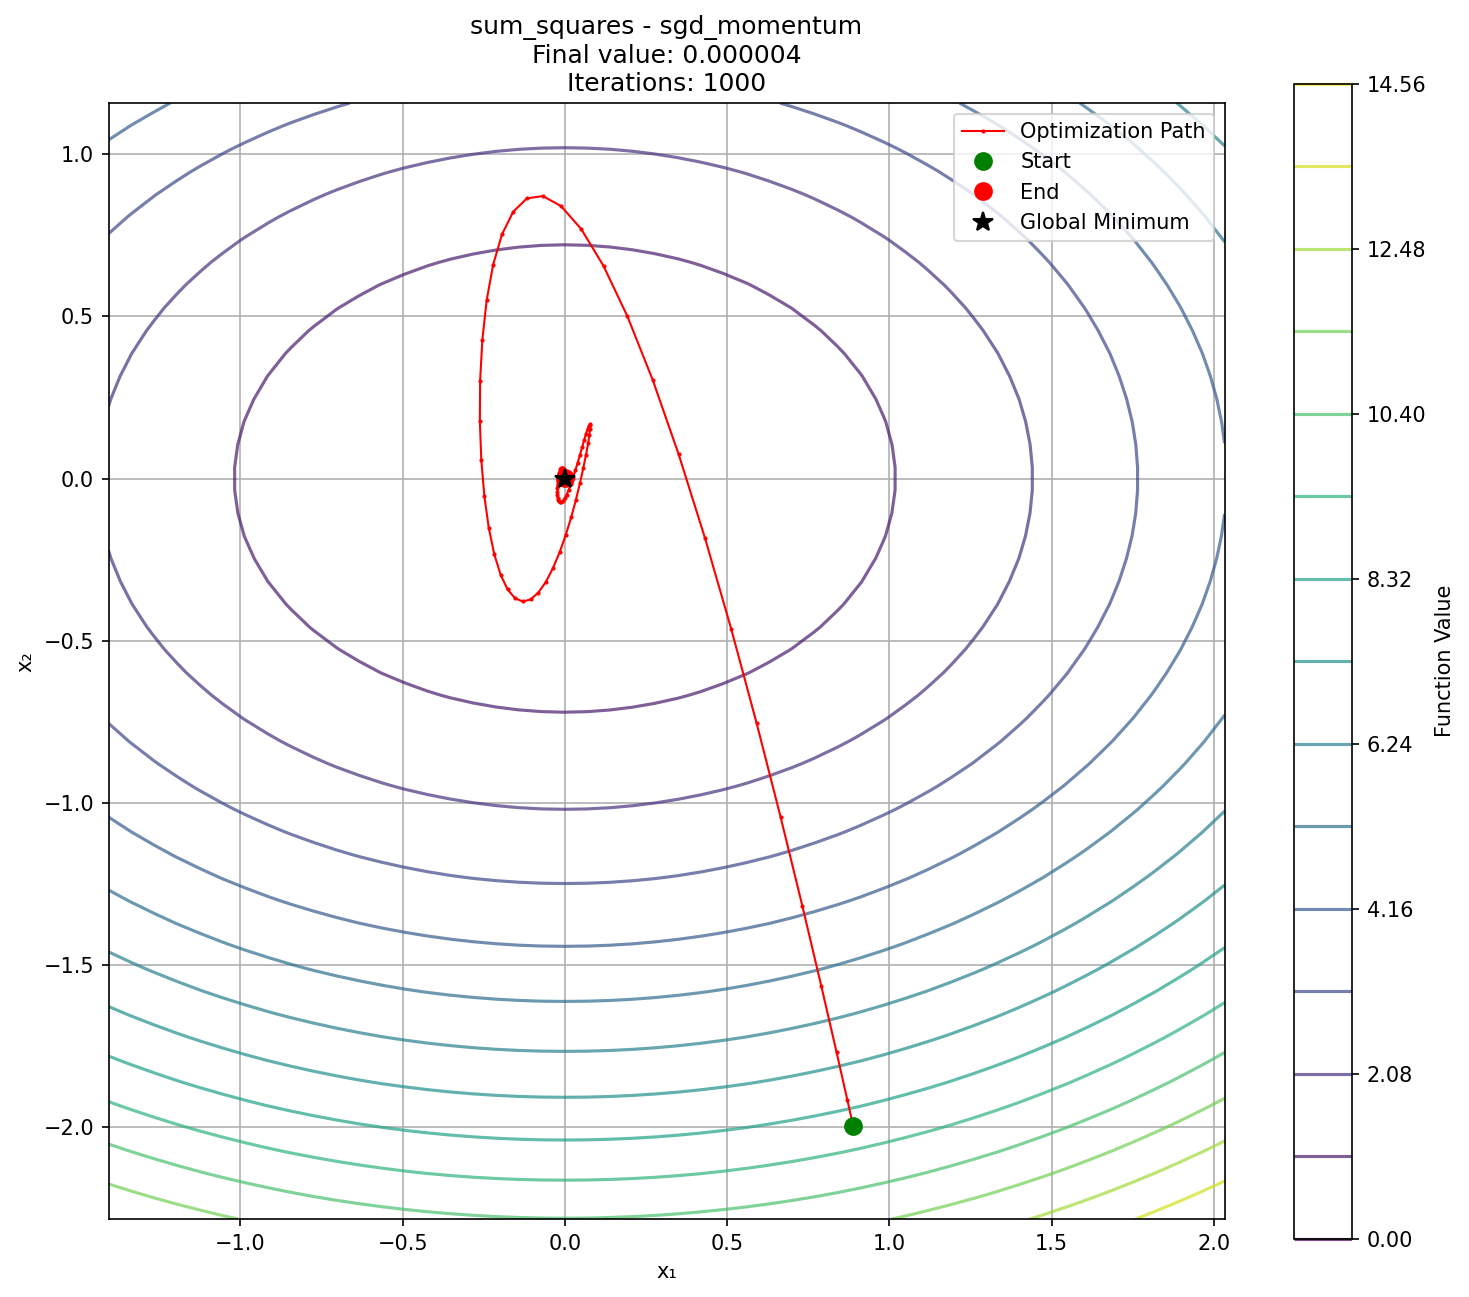 sum_squares - sgd_momentum
Final value: 0.000004
Iterations: 1000
Optimization Path
Start
End
Global Minimum
1.0
0.5
0.0
−0.5
−1.0
−1.5
−2.0
x₂
−1.0
−0.5
0.0
0.5
1.0
1.5
2.0
x₁
14.56
12.48
10.40
8.32
6.24
4.16
2.08
0.00
Function Value